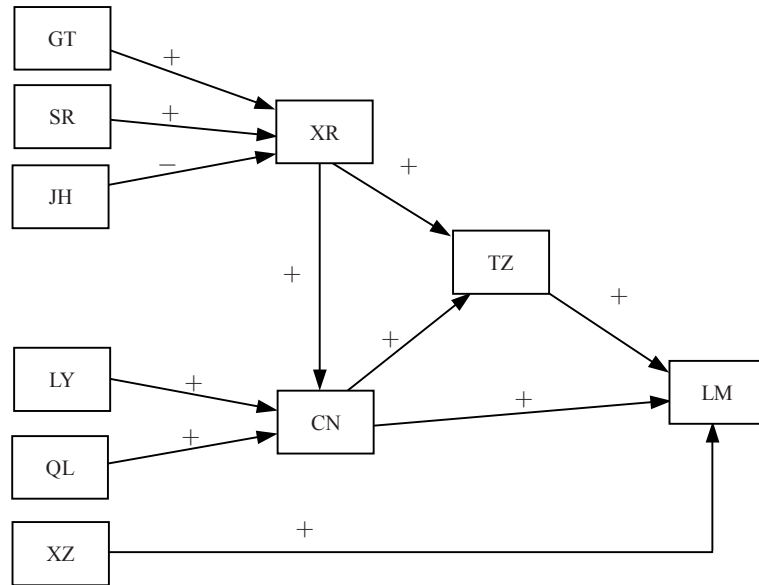 GT
+
SR
+
XR
−
+
JH
TZ
+
+
+
LY
+
+
LM
CN
+
QL
+
XZ
+